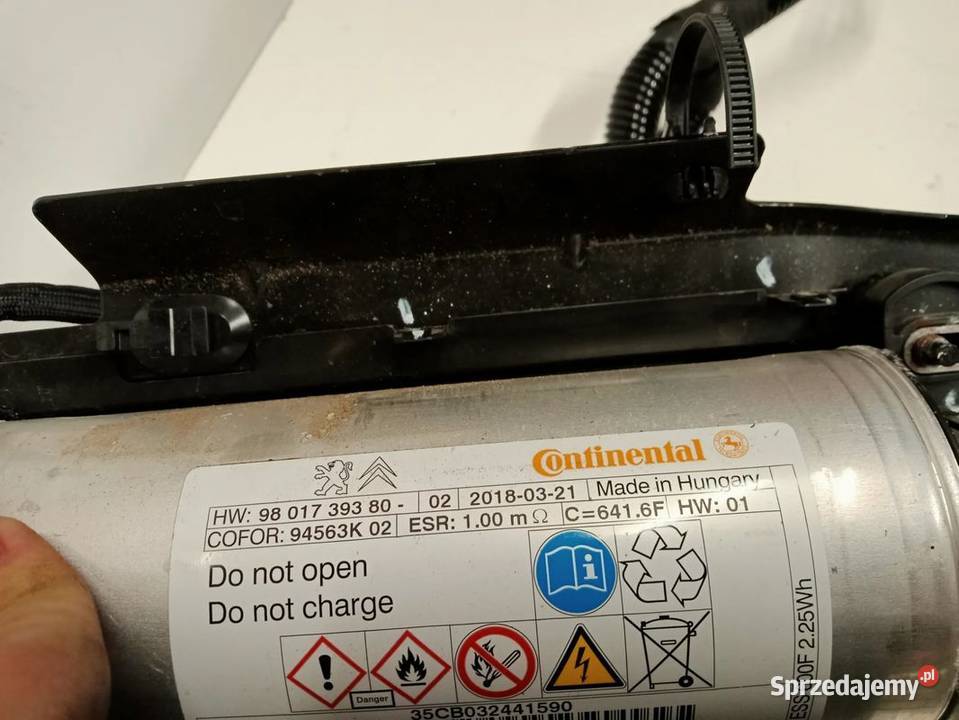 Continental
HW: 98 017 393 80 - 02 2018-03-21 Made in Hungary
COFOR: 94563K 02 ESR: 1.00 m Ω C=641.6F HW: 01
Do not open
Do not charge
Danger
35CB032441590
00F 2.25Wh
Sprzedajemy.pl